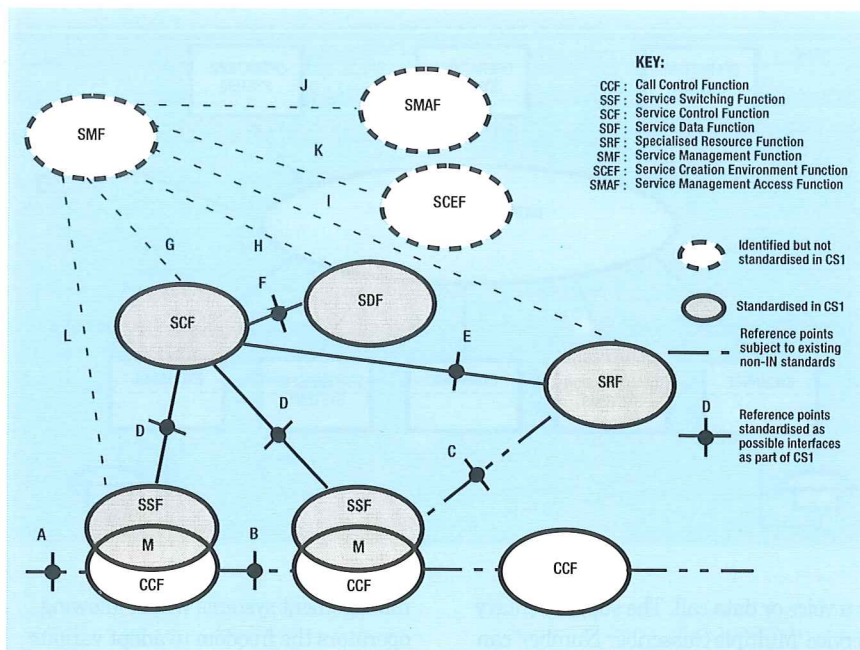 J
SMF
SMAF
K
I
SCEF
G
H
F
SDF
SCF
L
E
SRF
D
D
C
SSF
SSF
A
M
B
M
CCF
CCF
CCF
KEY:
CCF : Call Control Function
SSF : Service Switching Function
SCF : Service Control Function
SDF : Service Data Function
SRF : Specialised Resource Function
SMF : Service Management Function
SCEF : Service Creation Environment Function
SMAF : Service Management Access Function
Identified but not
standardised in CS1
Standardised in CS1
Reference points
subject to existing
non-IN standards
D
Reference points
standardised as
possible interfaces
as part of CS1